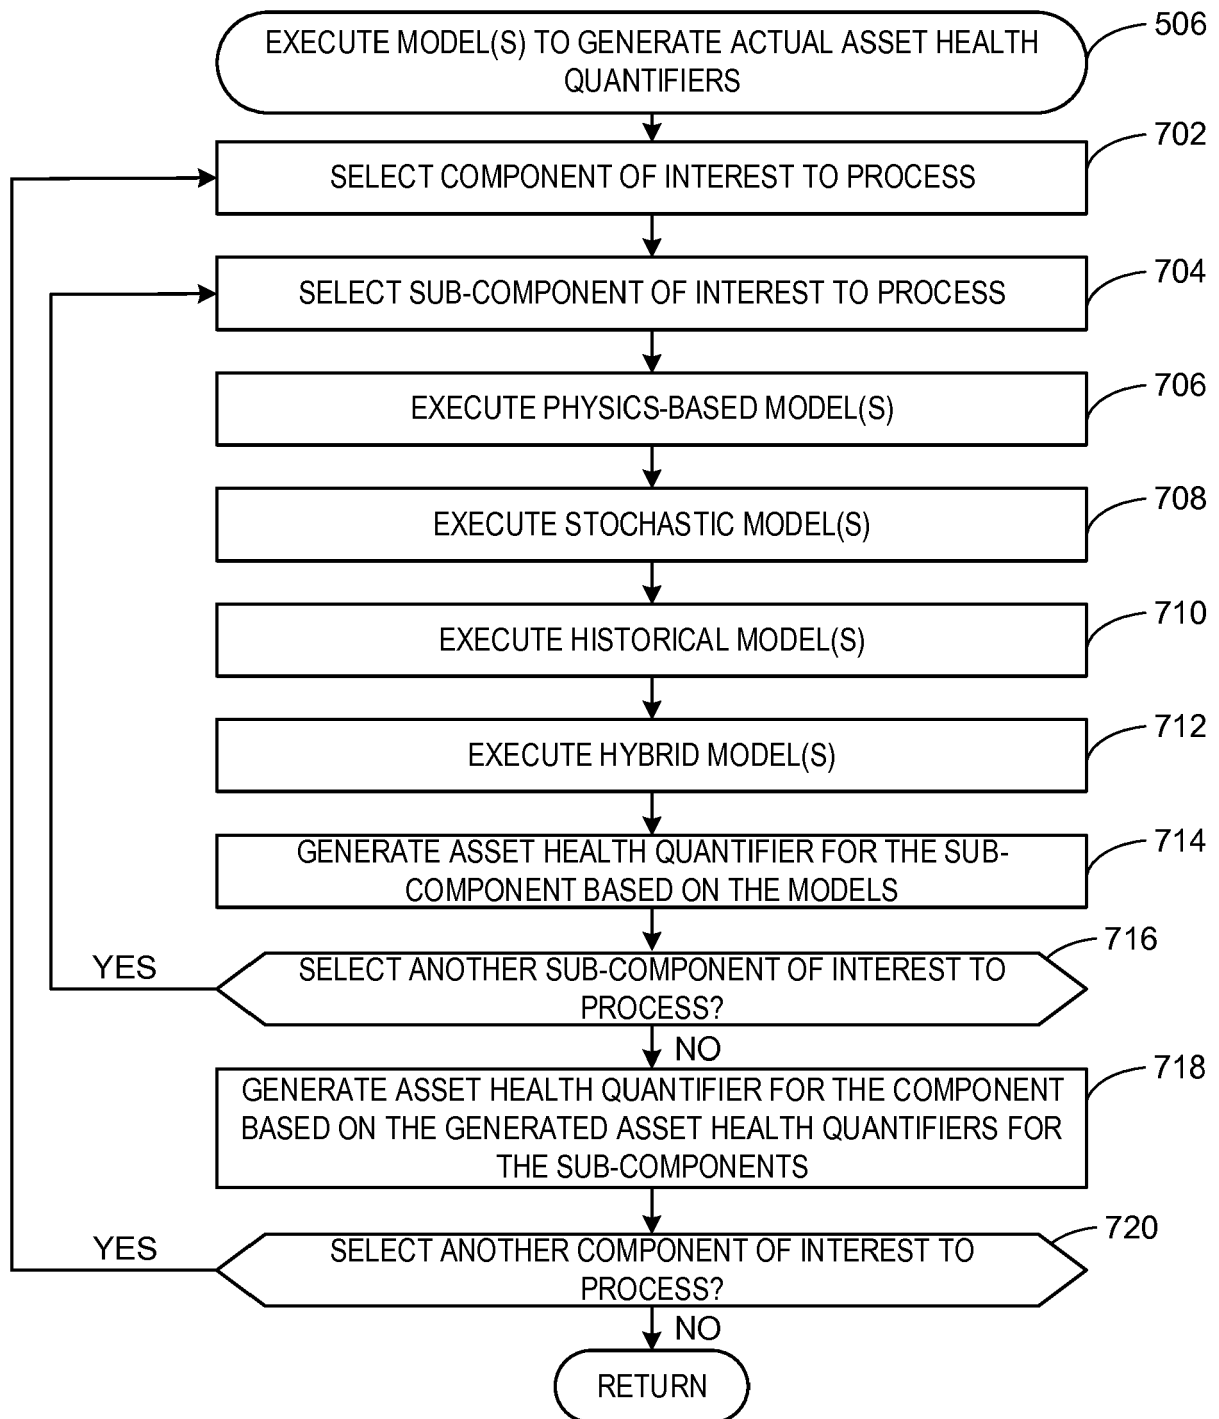 EXECUTE MODEL(S) TO GENERATE ACTUAL ASSET HEALTH
QUANTIFIERS
506
SELECT COMPONENT OF INTEREST TO PROCESS
702
SELECT SUB-COMPONENT OF INTEREST TO PROCESS
704
EXECUTE PHYSICS-BASED MODEL(S)
706
EXECUTE STOCHASTIC MODEL(S)
708
EXECUTE HISTORICAL MODEL(S)
710
EXECUTE HYBRID MODEL(S)
712
GENERATE ASSET HEALTH QUANTIFIER FOR THE SUB-
COMPONENT BASED ON THE MODELS
714
SELECT ANOTHER SUB-COMPONENT OF INTEREST TO
PROCESS?
716
YES
NO
GENERATE ASSET HEALTH QUANTIFIER FOR THE COMPONENT
BASED ON THE GENERATED ASSET HEALTH QUANTIFIERS FOR
THE SUB-COMPONENTS
718
SELECT ANOTHER COMPONENT OF INTEREST TO
PROCESS?
720
YES
NO
RETURN